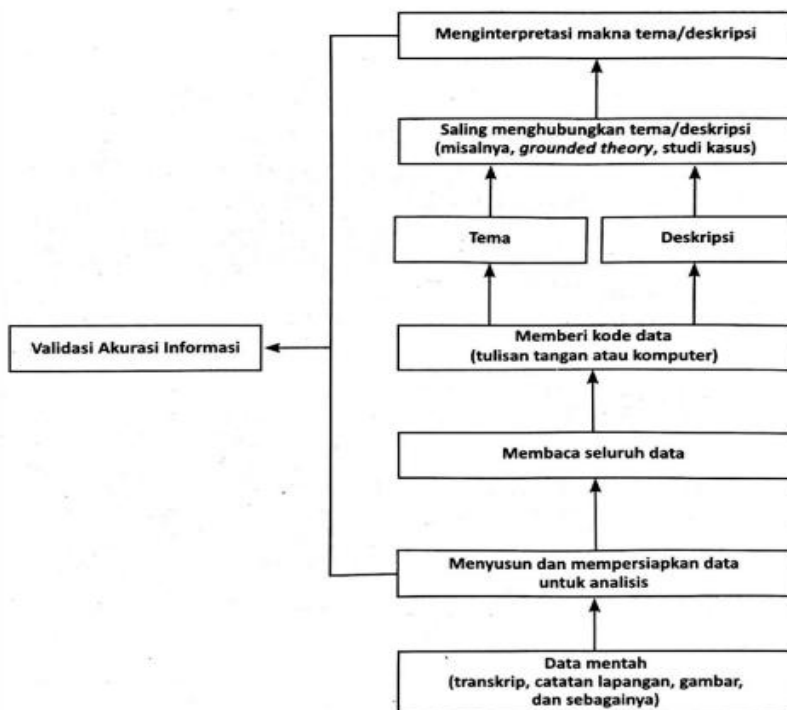 Menginterpretasi makna tema/deskripsi
Saling menghubungkan tema/deskripsi
(misalnya, grounded theory, studi kasus)
Tema
Deskripsi
Validasi Akurasi Informasi
Memberi kode data
(tulisan tangan atau komputer)
Membaca seluruh data
Menyusun dan mempersiapkan data
untuk analisis
Data mentah
(transkrip, catatan lapangan, gambar,
dan sebagainya)